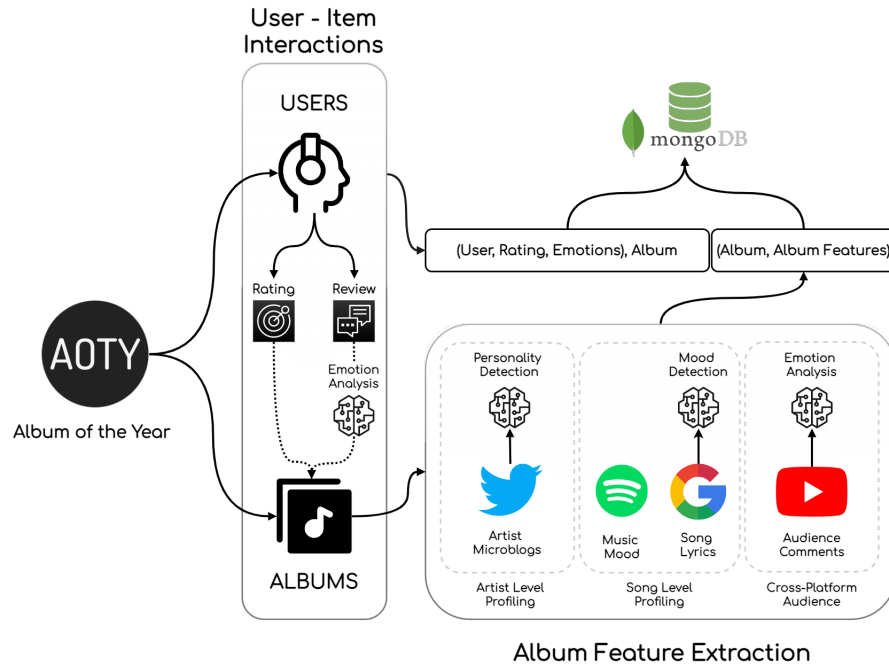 User - Item
Interactions
USERS
Rating
Review
Emotion
Analysis
ALBUMS
AOTY
Album of the Year
mongoDB
(User, Rating, Emotions), Album
(Album, Album Features)
Personality
Detection
Artist
Microblogs
Artist Level
Profiling
Mood
Detection
Music
Mood
Song
Lyrics
Song Level
Profiling
Emotion
Analysis
Audience
Comments
Cross-Platform
Audience
Album Feature Extraction